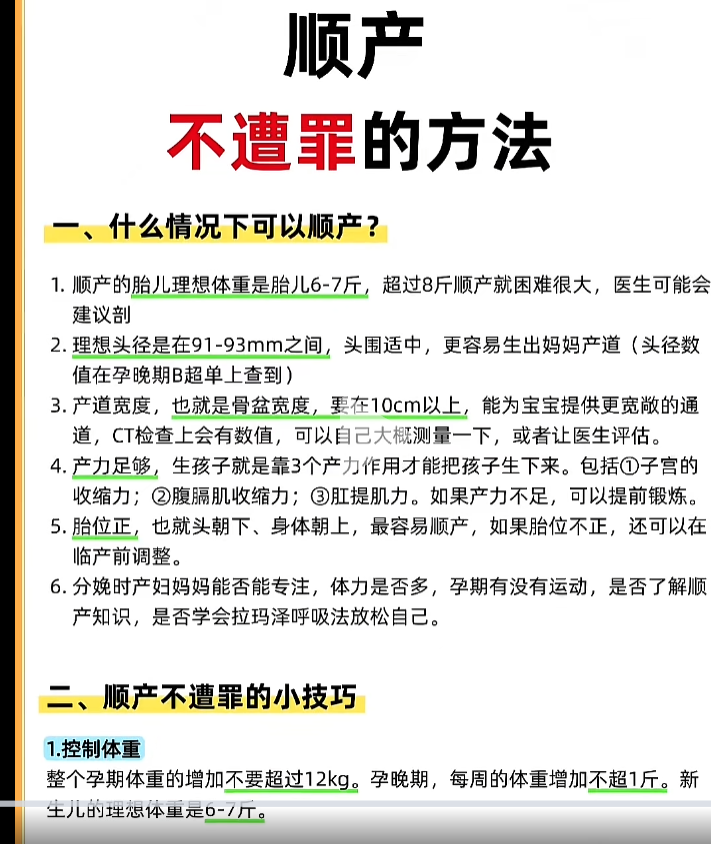 顺产
不遭罪的方法
一、什么情况下可以顺产？
1. 顺产的胎儿理想体重是胎儿6-7斤，超过8斤顺产就困难很大，医生可能会
建议剖
2. 理想头径是在91-93mm之间，头围适中，更容易生出妈妈产道（头径数
值在孕晚期B超单上查到）
3. 产道宽度，也就是骨盆宽度，要在10cm以上，能为宝宝提供更宽敞的通
道，CT检查上会有数值，可以自己大概测量一下，或者让医生评估。
4. 产力足够，生孩子就是靠3个产力作用才能把孩子生下来。包括①子宫的
收缩力；②腹膈肌收缩力；③肛提肌力。如果产力不足，可以提前锻炼。
5. 胎位正，也就头朝下、身体朝上，最容易顺产，如果胎位不正，还可以在
临产前调整。
6. 分娩时产妇妈妈能否能专注，体力是否多，孕期有没有运动，是否了解顺
产知识，是否学会拉玛泽呼吸法放松自己。
二、顺产不遭罪的小技巧
1.控制体重
整个孕期体重的增加不要超过12kg。孕晚期，每周的体重增加不超1斤。新
生儿的理想体重是6-7斤。